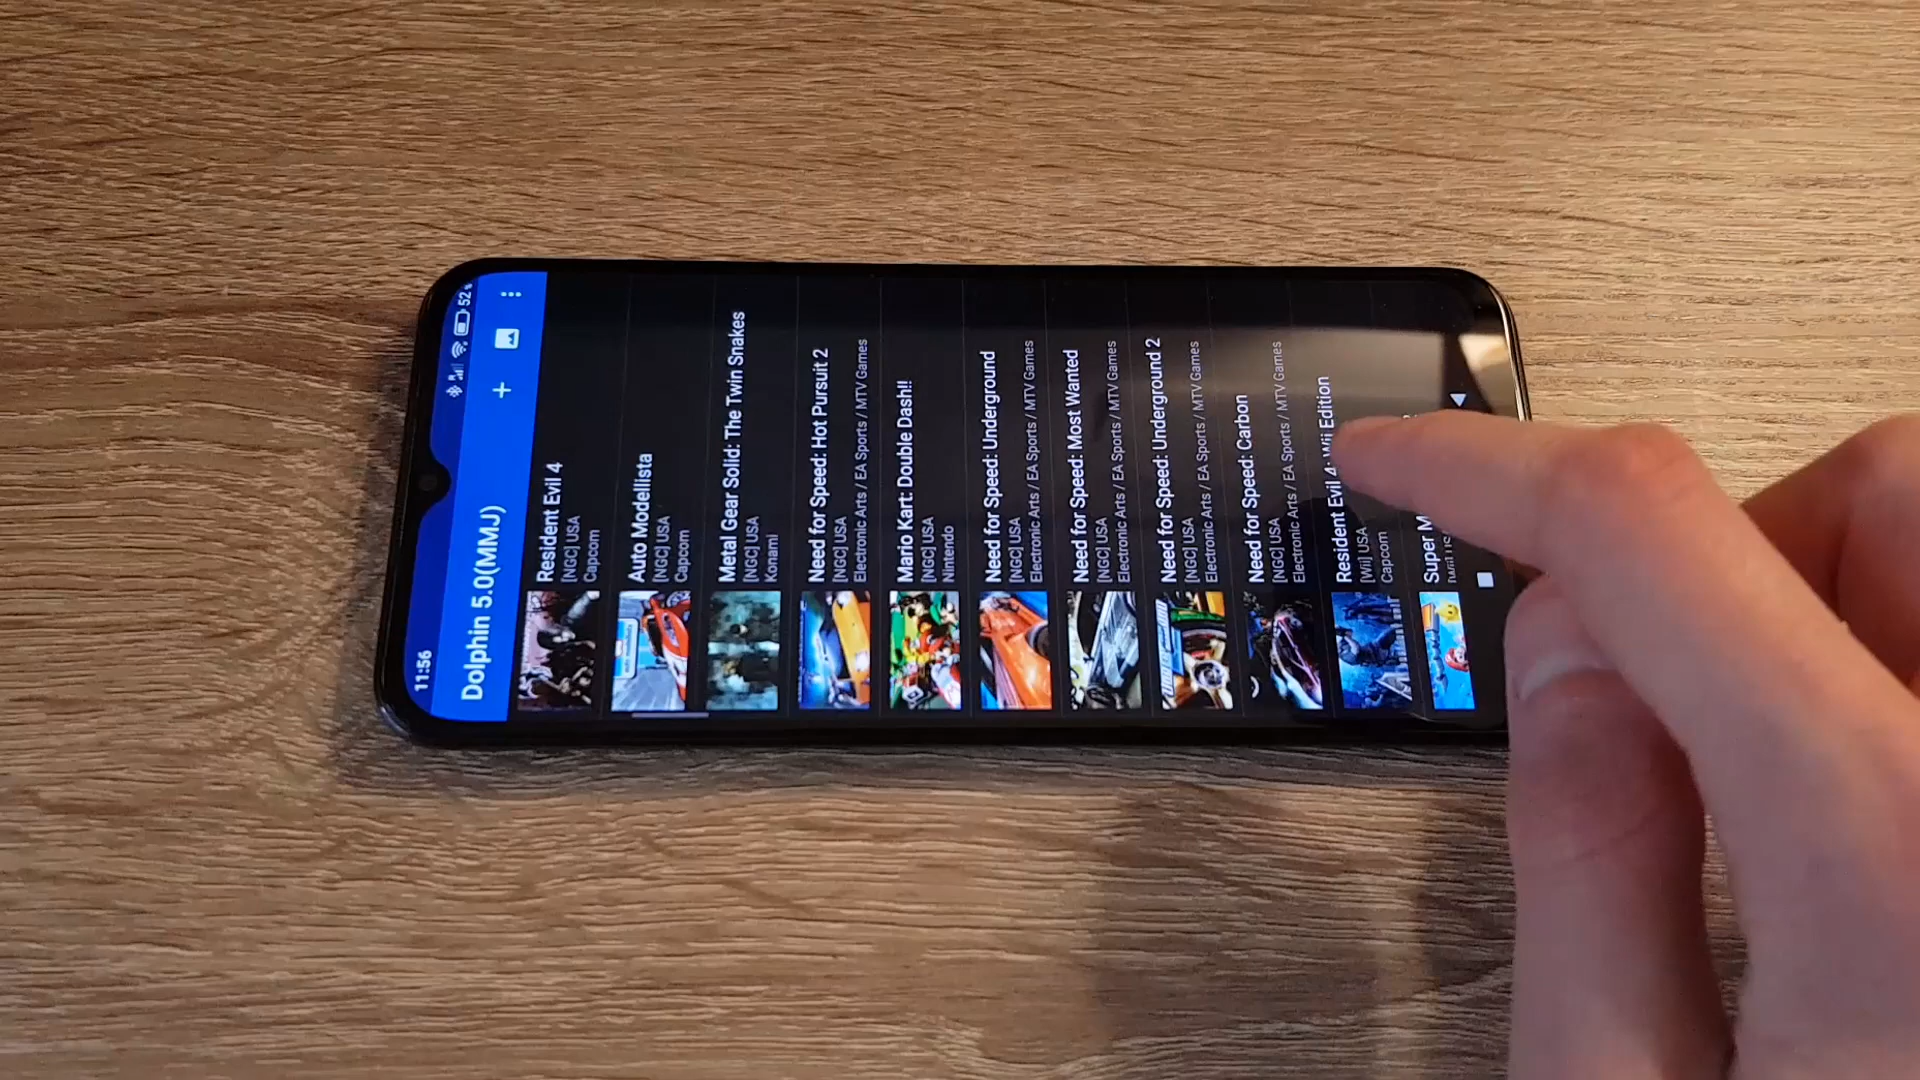 11:56
52
Dolphin 5.0(MMJ)
Resident Evil 4
[NGC] USA
Capcom
Auto Modellista
[NGC] USA
Capcom
Metal Gear Solid: The Twin Snakes
[NGC] USA
Konami
Need for Speed: Hot Pursuit 2
[NGC] USA
Electronic Arts / EA Sports / MTV Games
Mario Kart: Double Dash!!
[NGC] USA
Nintendo
Need for Speed: Underground
[NGC] USA
Electronic Arts / EA Sports / MTV Games
Need for Speed: Most Wanted
[NGC] USA
Electronic Arts / EA Sports / MTV Games
Need for Speed: Underground 2
[NGC] USA
Electronic Arts / EA Sports / MTV Games
Need for Speed: Carbon
[NGC] USA
Electronic Arts / EA Sports / MTV Games
Resident Evil 4: Wii Edition
[Wii] USA
Capcom
Super M